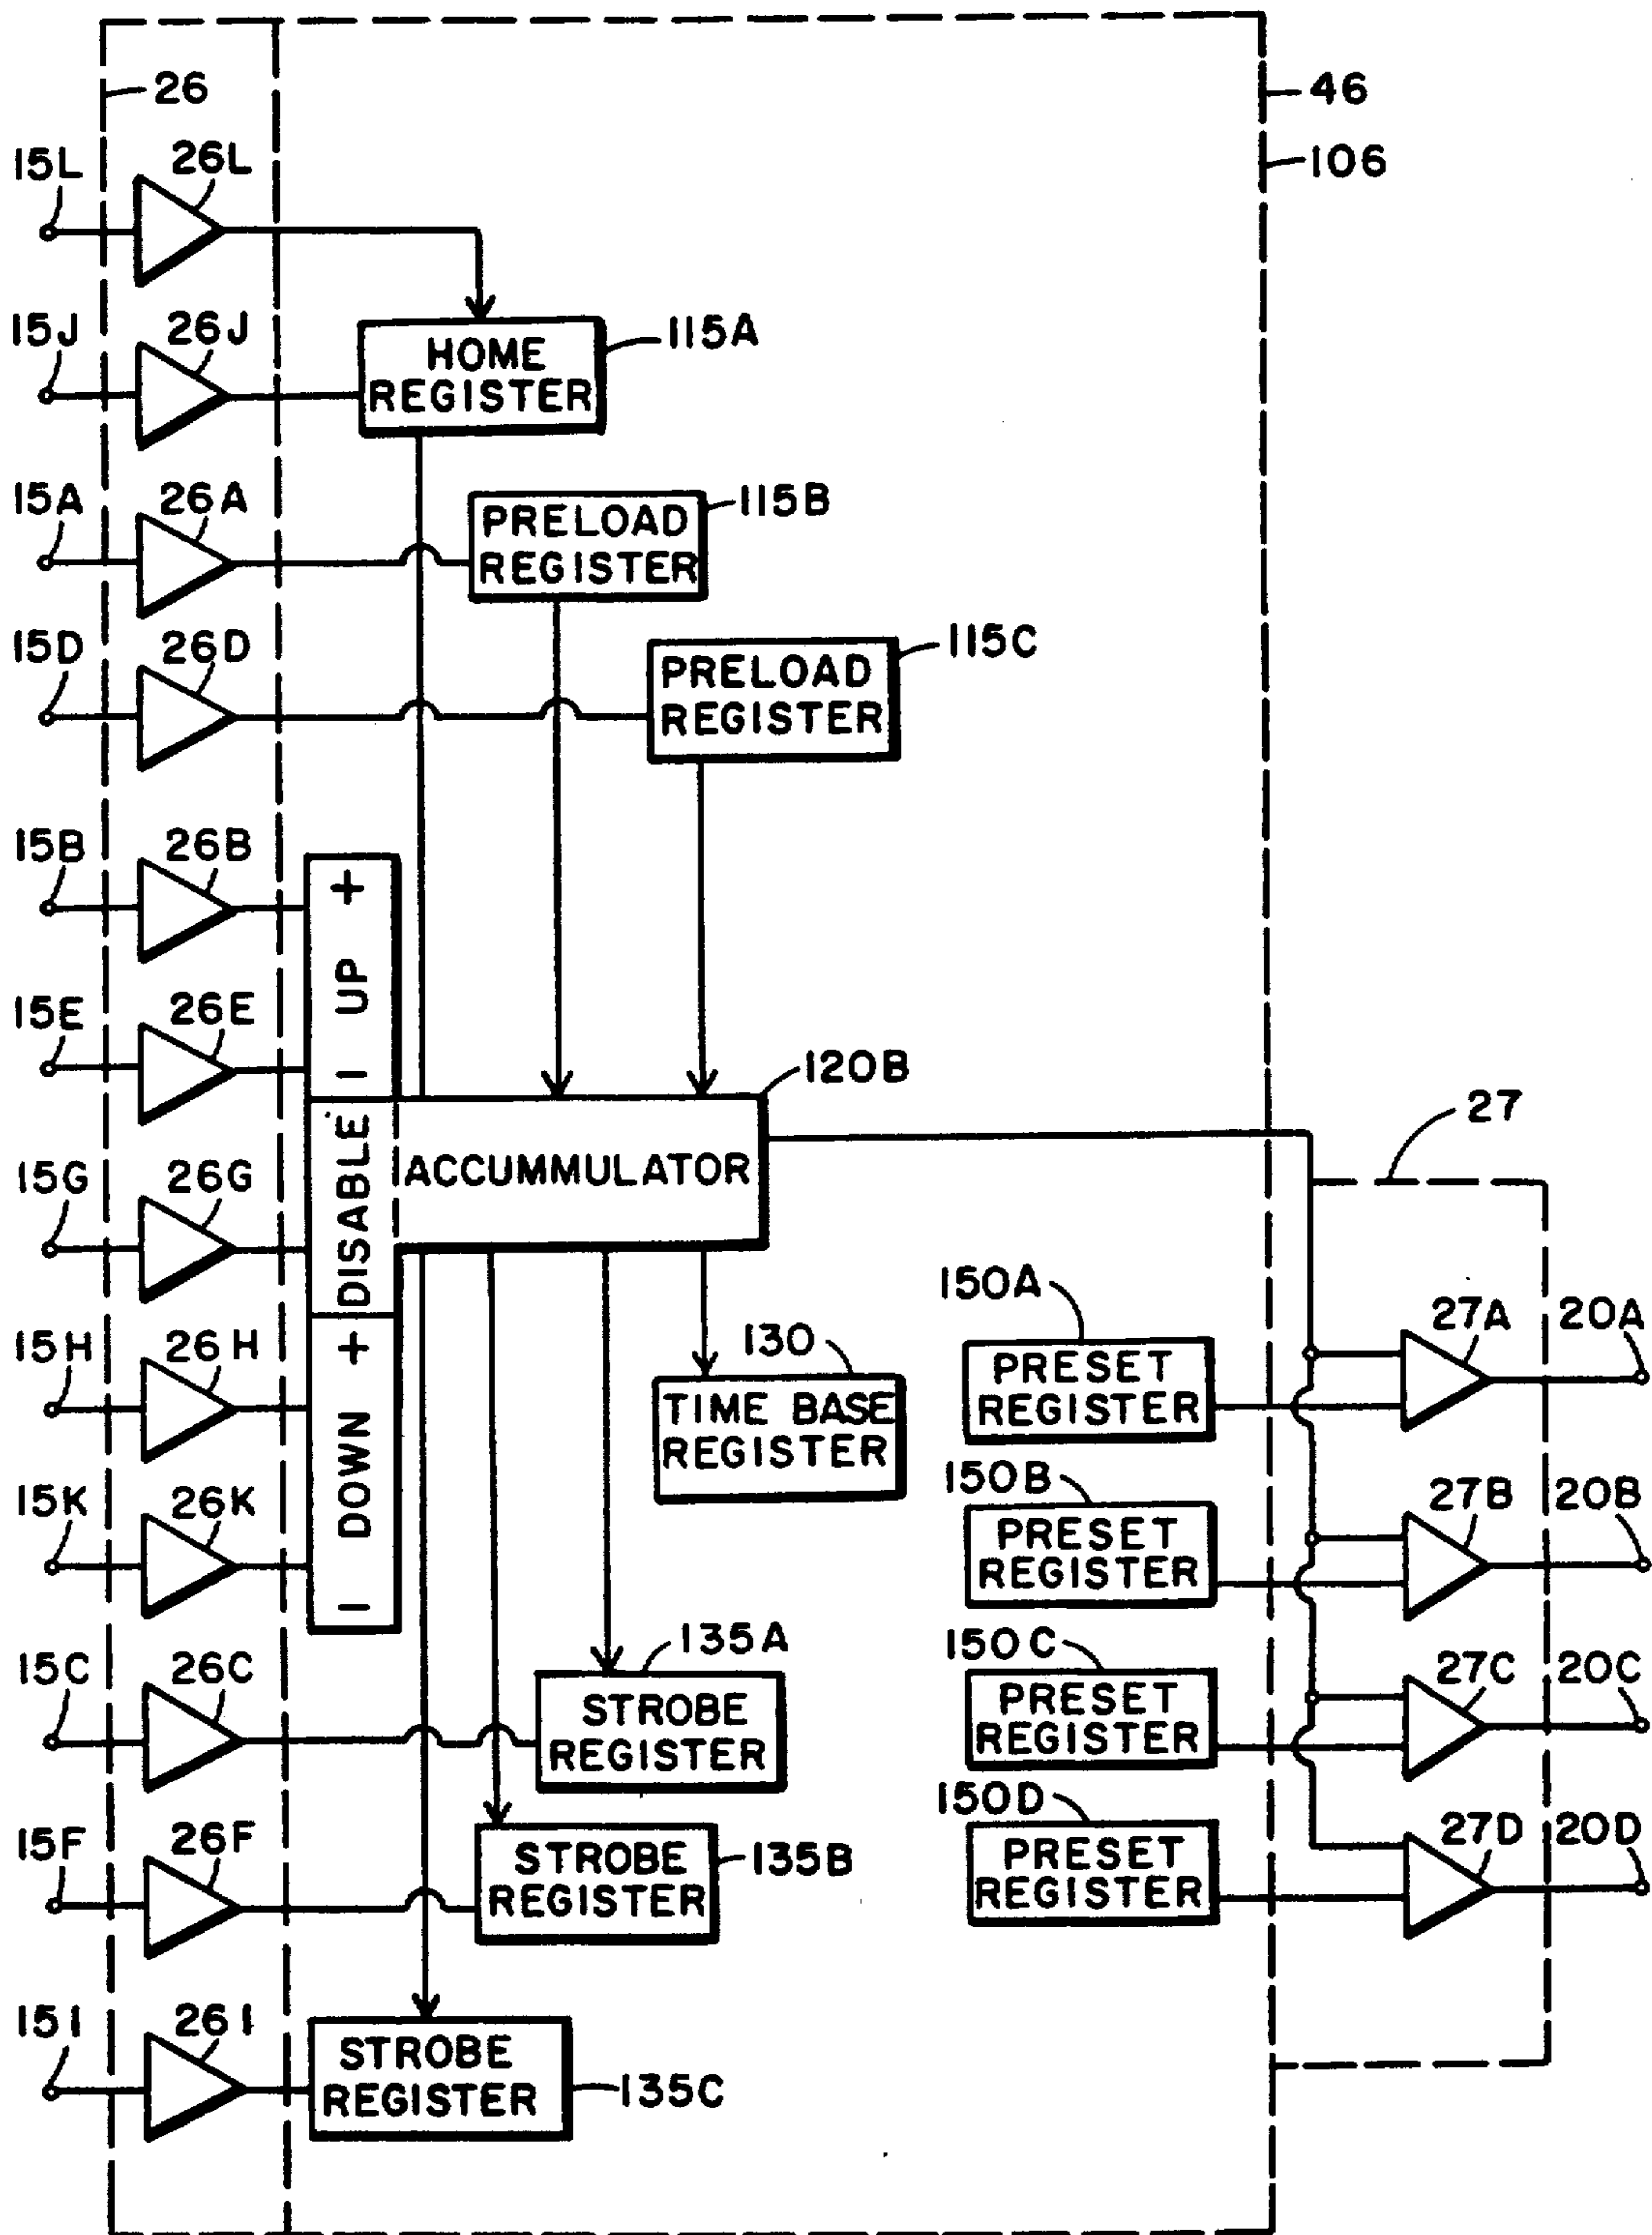 26
46
106
15L
26L
15J
26J
115A
HOME
REGISTER
15A
26A
115B
PRELOAD
REGISTER
15D
26D
115C
PRELOAD
REGISTER
15B
26B
+
UP
−
15E
26E
120B
27
DISABLE
ACCUMMULATOR
15G
26G
15H
26H
+
DOWN
−
130
TIME BASE
REGISTER
150A
PRESET
REGISTER
27A
20A
15K
26K
150B
PRESET
REGISTER
27B
20B
15C
26C
135A
STROBE
REGISTER
150C
PRESET
REGISTER
27C
20C
15F
26F
135B
STROBE
REGISTER
150D
PRESET
REGISTER
27D
20D
15I
26I
STROBE
REGISTER
135C